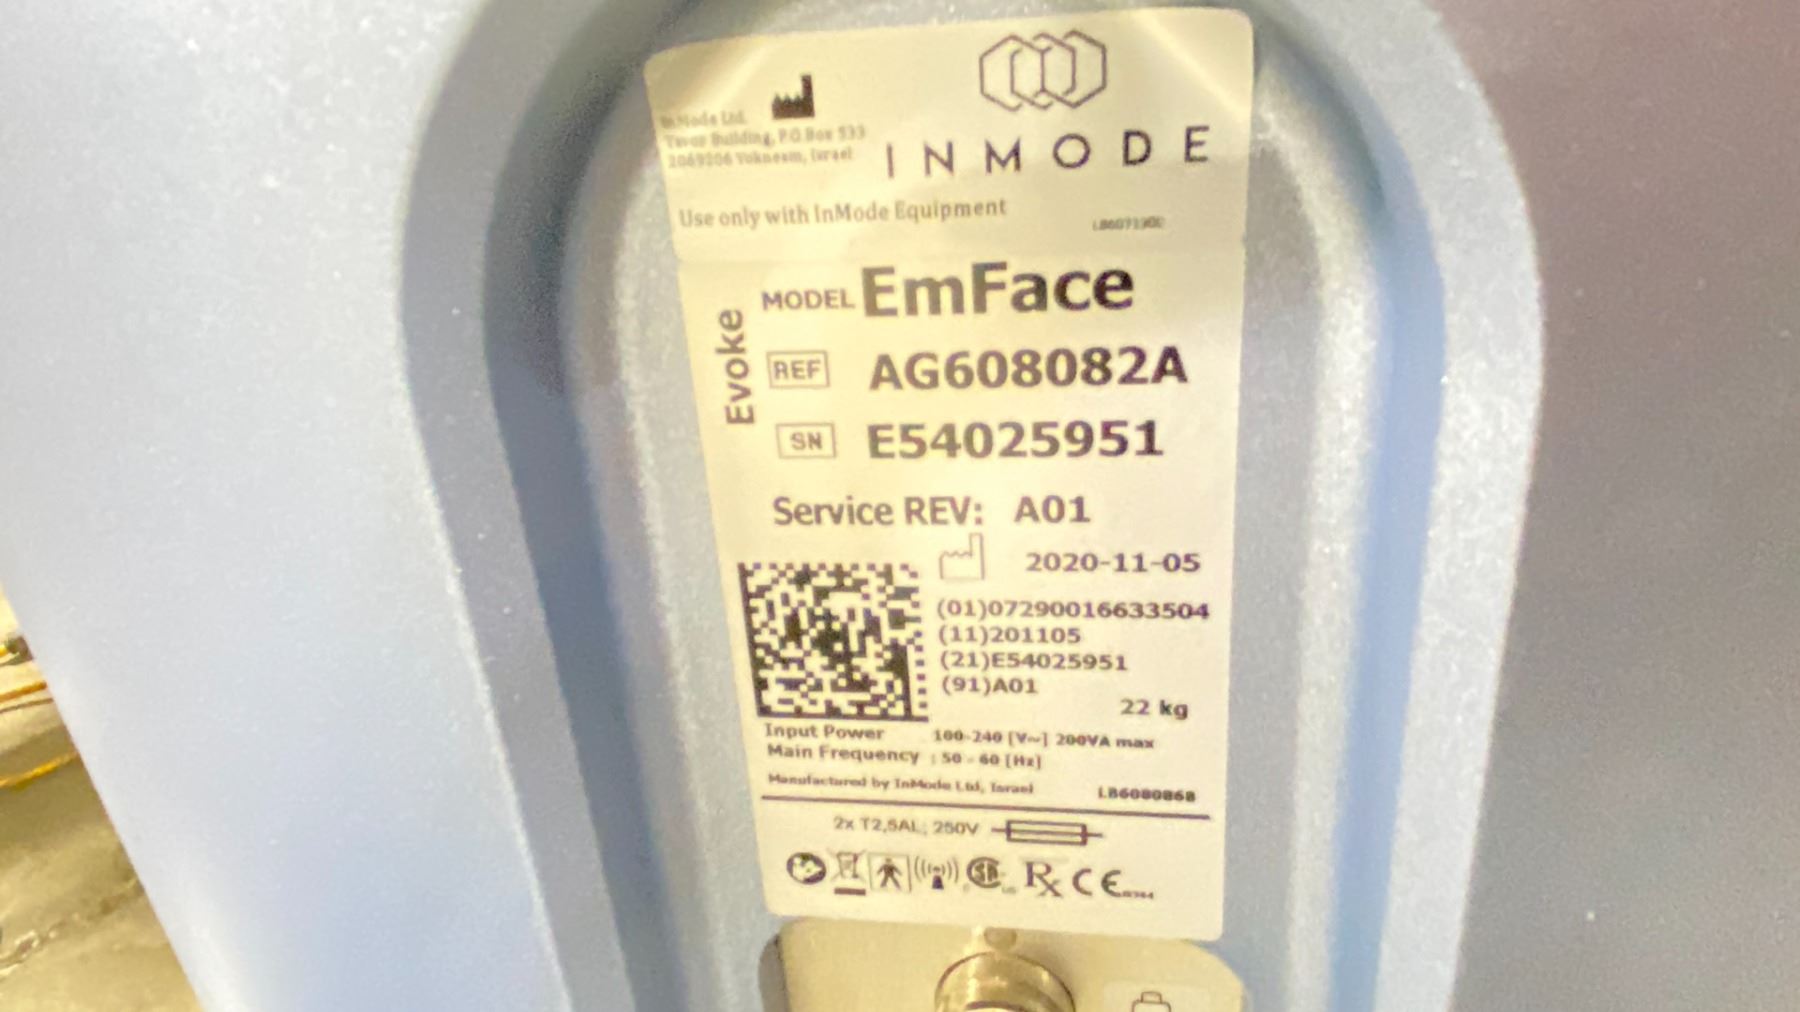 InMode Ltd.
Tavor Building, P.O.Box 533
2069206 Yokneam, Israel
INMODE
Use only with InMode Equipment
Evoke
MODEL EmFace
REF AG608082A
SN E54025951
Service REV: A01
2020-11-05
(01)07290016633504
(11)201105
(21)E54025951
(91)A01
22 kg
Input Power 100-240 [V~] 200VA max
Main Frequency : 50 - 60 [Hz]
Manufactured by InMode Ltd, Israel LB6080868
2x T2,5AL; 250V
Rx CE